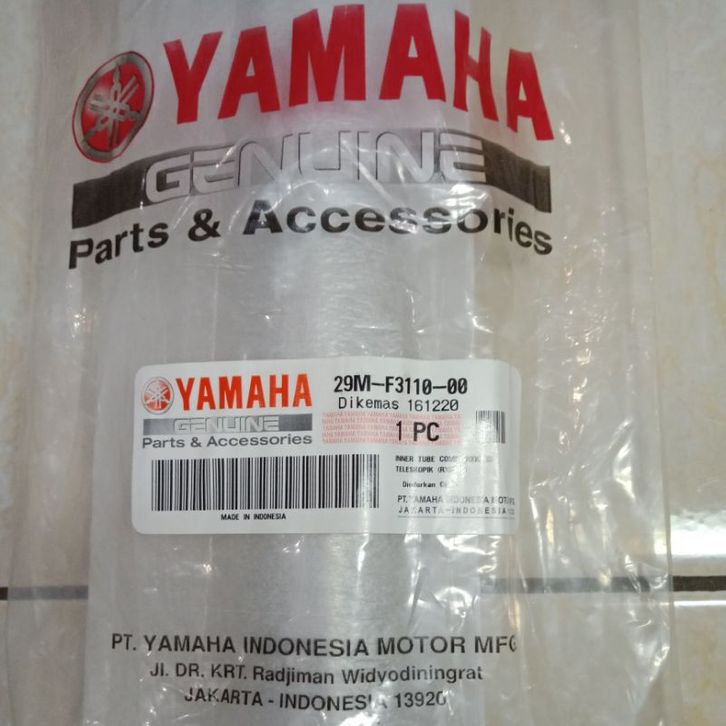 YAMAHA
GENUINE
Parts & Accessories
YAMAHA
GENUINE
Parts & Accessories
MADE IN INDONESIA
29M-F3110-00
Dikemas 161220
1 PC
INNER TUBE
TELESKOPIK
Diedarkan
PT.YAMAHA INDONESIA MOTOR
JAKARTA-INDONESIA
PT. YAMAHA INDONESIA MOTOR MFG
Jl. DR. KRT. Radjiman Widyodiningrat
JAKARTA - INDONESIA 13920